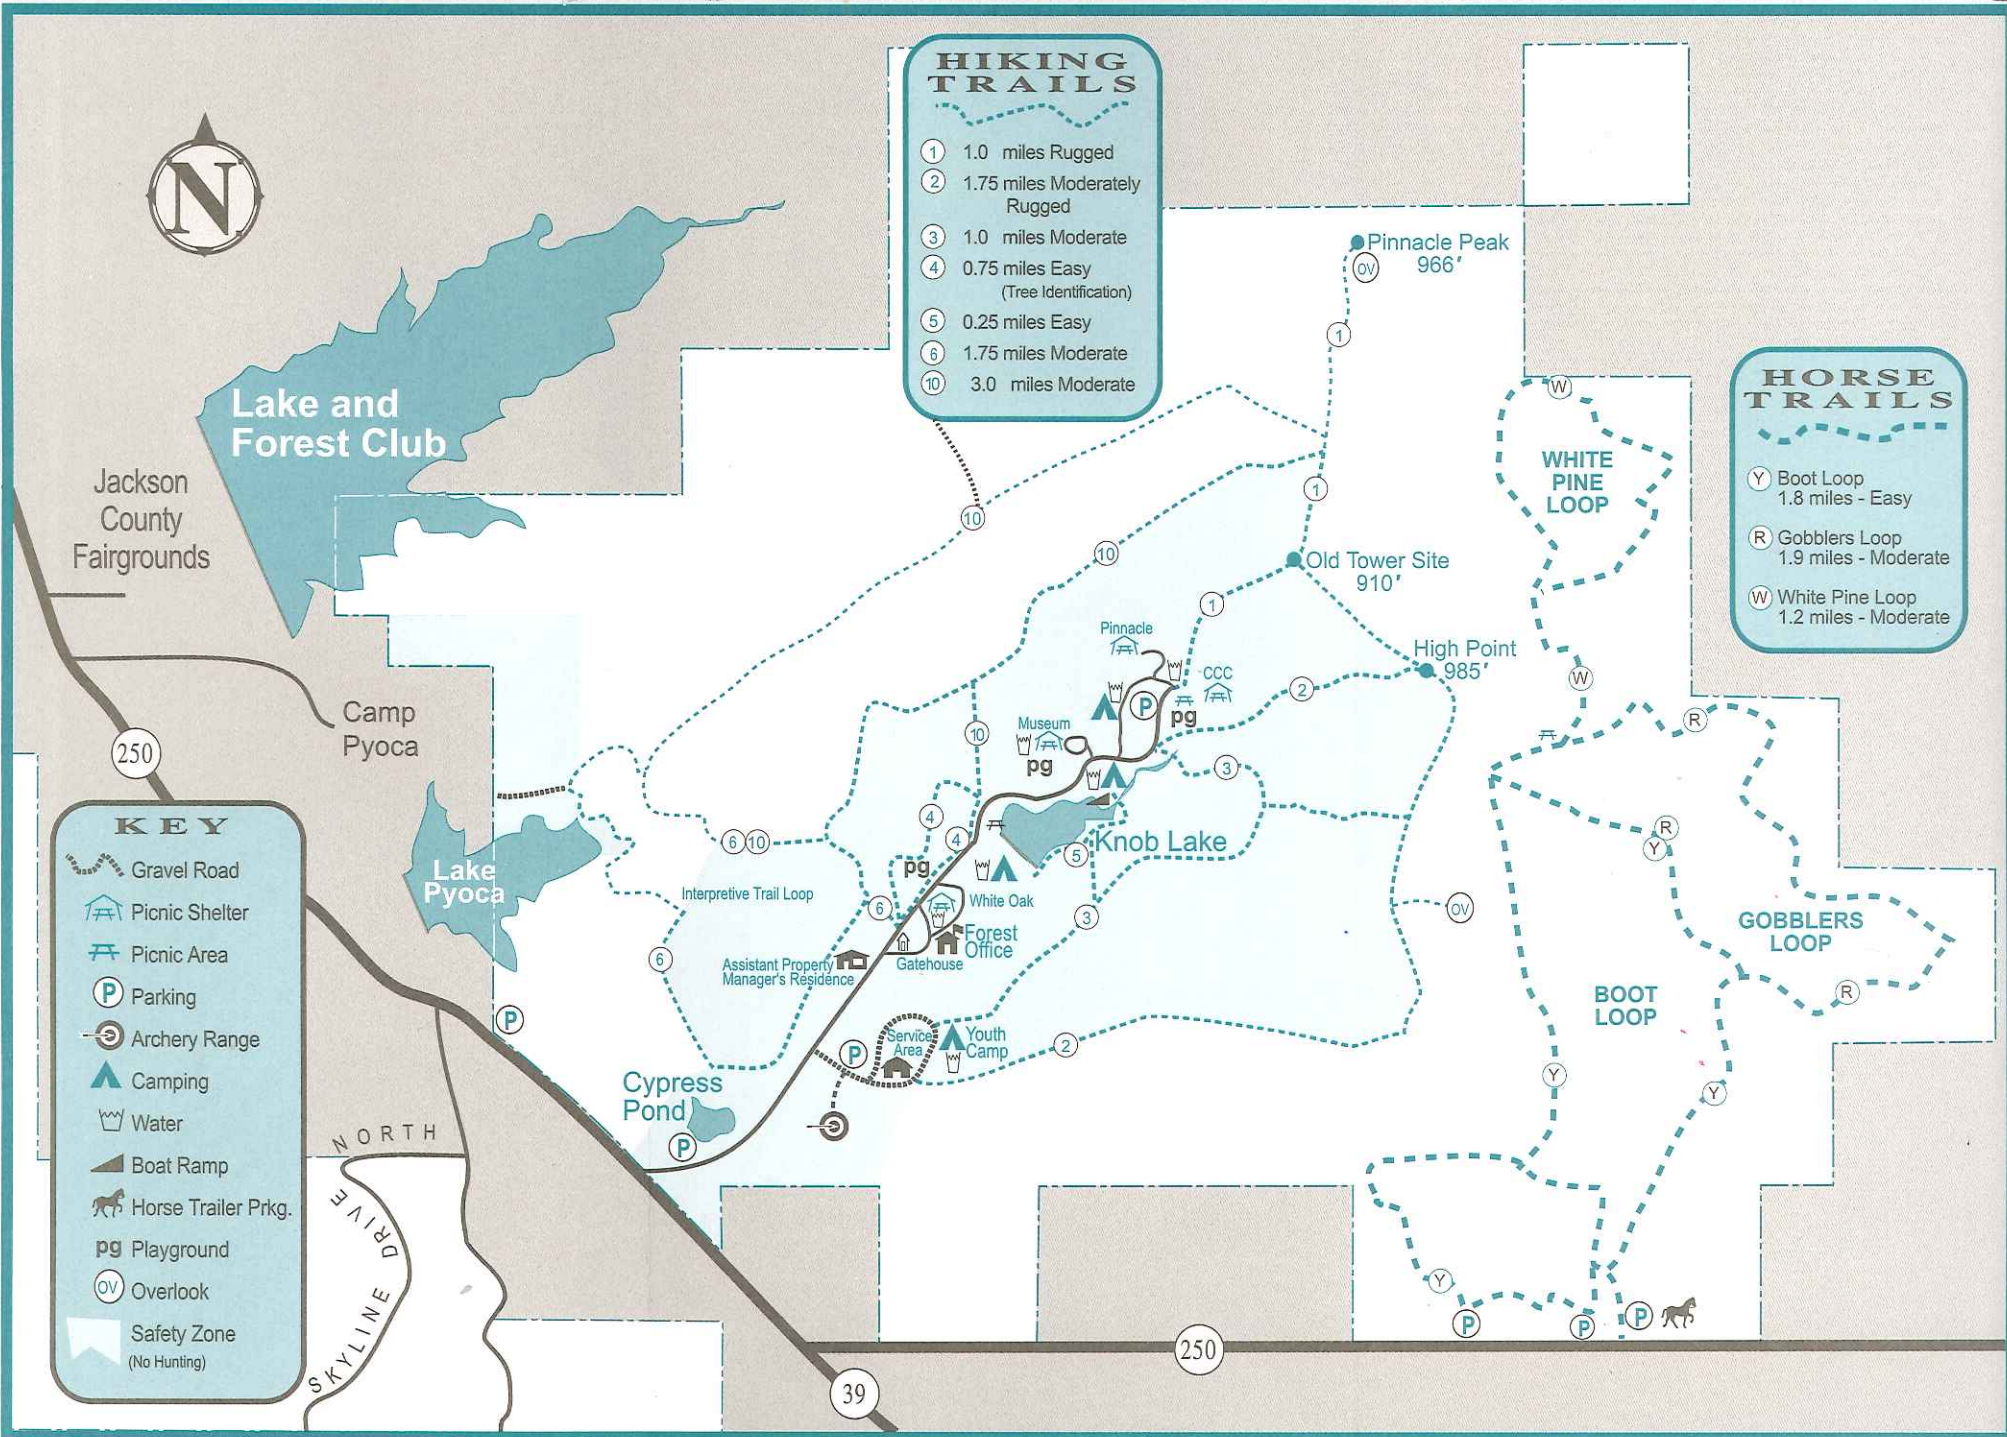 HIKING
TRAILS
1 1.0 miles Rugged
2 1.75 miles Moderately
Rugged
3 1.0 miles Moderate
4 0.75 miles Easy
(Tree Identification)
5 0.25 miles Easy
6 1.75 miles Moderate
10 3.0 miles Moderate
N
Pinnacle Peak
966′
OV
1
HORSE
TRAILS
Y Boot Loop
1.8 miles - Easy
R Gobblers Loop
1.9 miles - Moderate
W White Pine Loop
1.2 miles - Moderate
W
WHITE
PINE
LOOP
Lake and
Forest Club
Jackson
County
Fairgrounds
1
10
10
Old Tower Site
910′
1
Pinnacle
High Point
985′
CCC
2
W
P
pg
R
Camp
Pyoca
Museum
pg
10
250
3
4
4
6 10
Knob Lake
5
R
Y
Lake
Pyoca
pg
Interpretive Trail Loop
White Oak
6
3
OV
GOBBLERS
LOOP
Forest
Office
Gatehouse
6
Assistant Property
Manager's Residence
R
BOOT
LOOP
P
P
Service
Area
Youth
Camp
2
Y
Y
Cypress
Pond
P
KEY
Gravel Road
Picnic Shelter
Picnic Area
P Parking
Archery Range
Camping
Water
Boat Ramp
Horse Trailer Prkg.
pg Playground
OV Overlook
Safety Zone
(No Hunting)
NORTH
SKYLINE DRIVE
Y
P
P
P
250
39